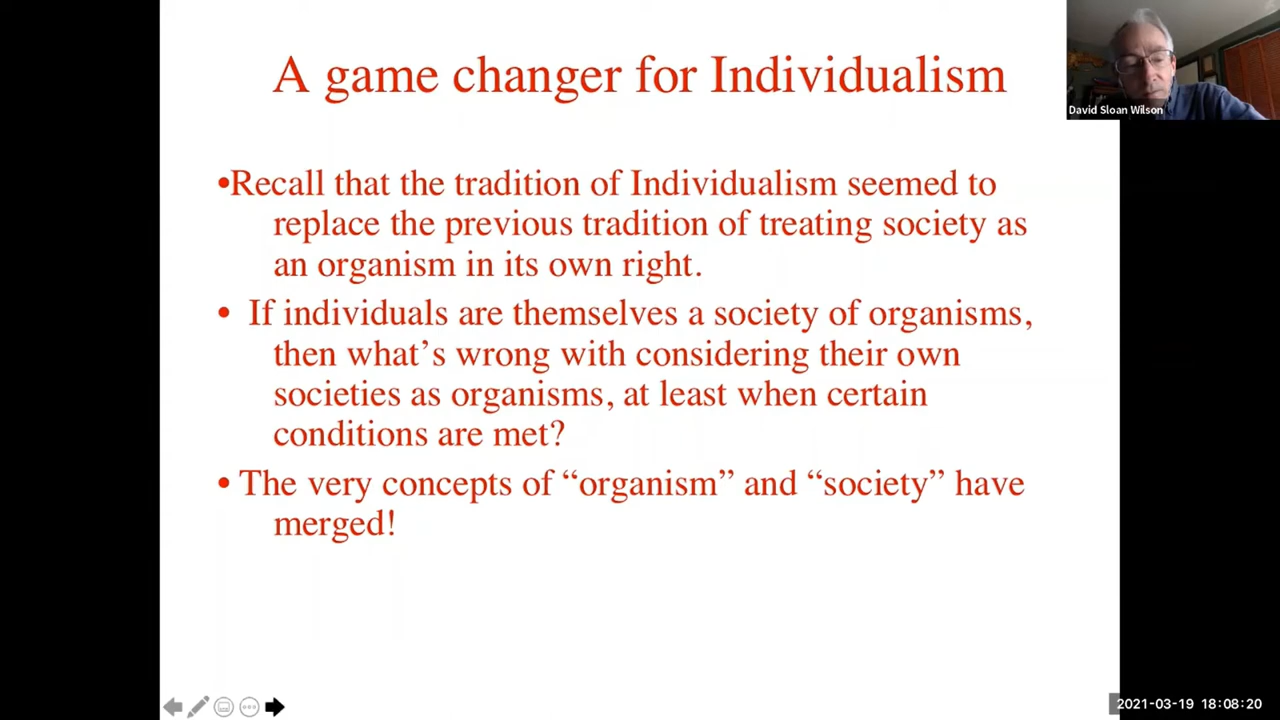 A game changer for Individualism
David Sloan Wilson
•Recall that the tradition of Individualism seemed to
replace the previous tradition of treating society as
an organism in its own right.
• If individuals are themselves a society of organisms,
then what’s wrong with considering their own
societies as organisms, at least when certain
conditions are met?
• The very concepts of “organism” and “society” have
merged!
2021-03-19 18:08:20